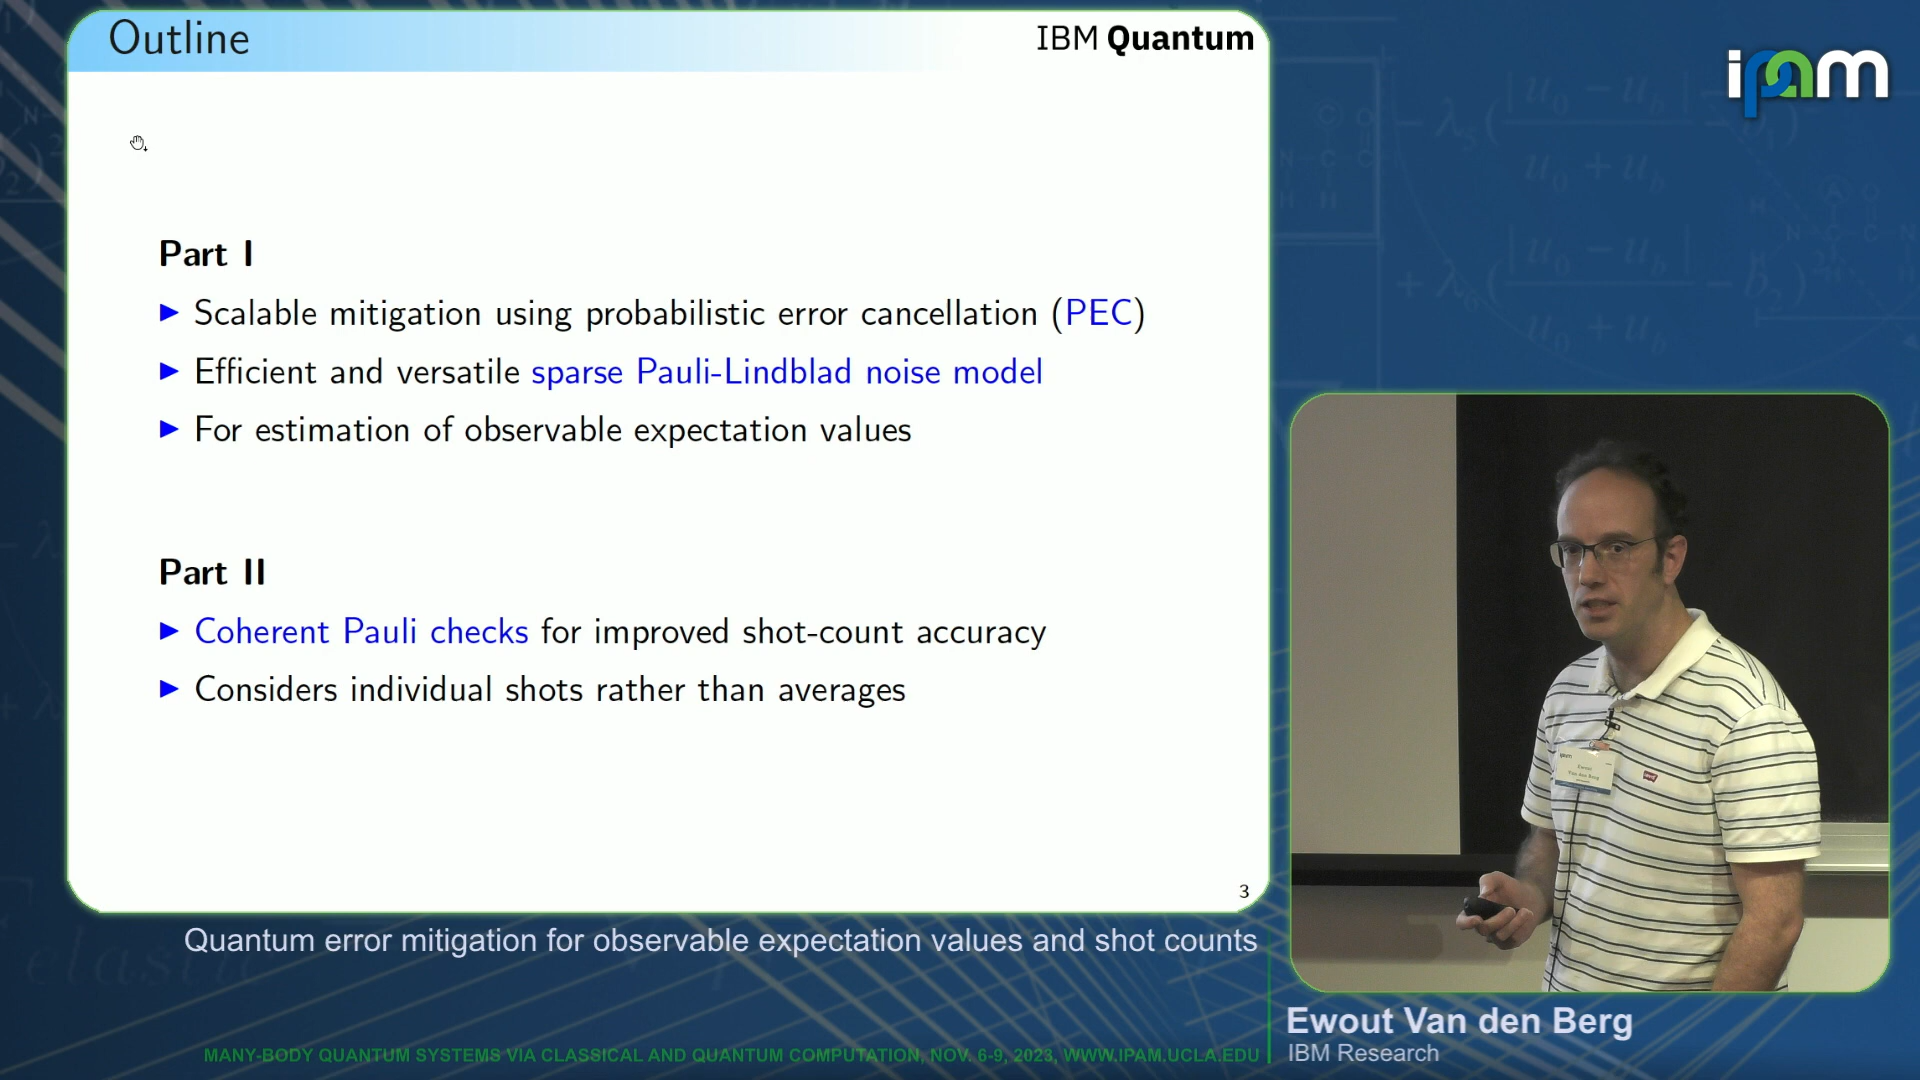 Outline
IBM Quantum
ipam
Part I
Scalable mitigation using probabilistic error cancellation (PEC)
Efficient and versatile sparse Pauli-Lindblad noise model
For estimation of observable expectation values
Part II
Coherent Pauli checks for improved shot-count accuracy
Considers individual shots rather than averages
3
Quantum error mitigation for observable expectation values and shot counts
Ewout Van den Berg
IBM Research
MANY-BODY QUANTUM SYSTEMS VIA CLASSICAL AND QUANTUM COMPUTATION, NOV. 6-9, 2023, WWW.IPAM.UCLA.EDU